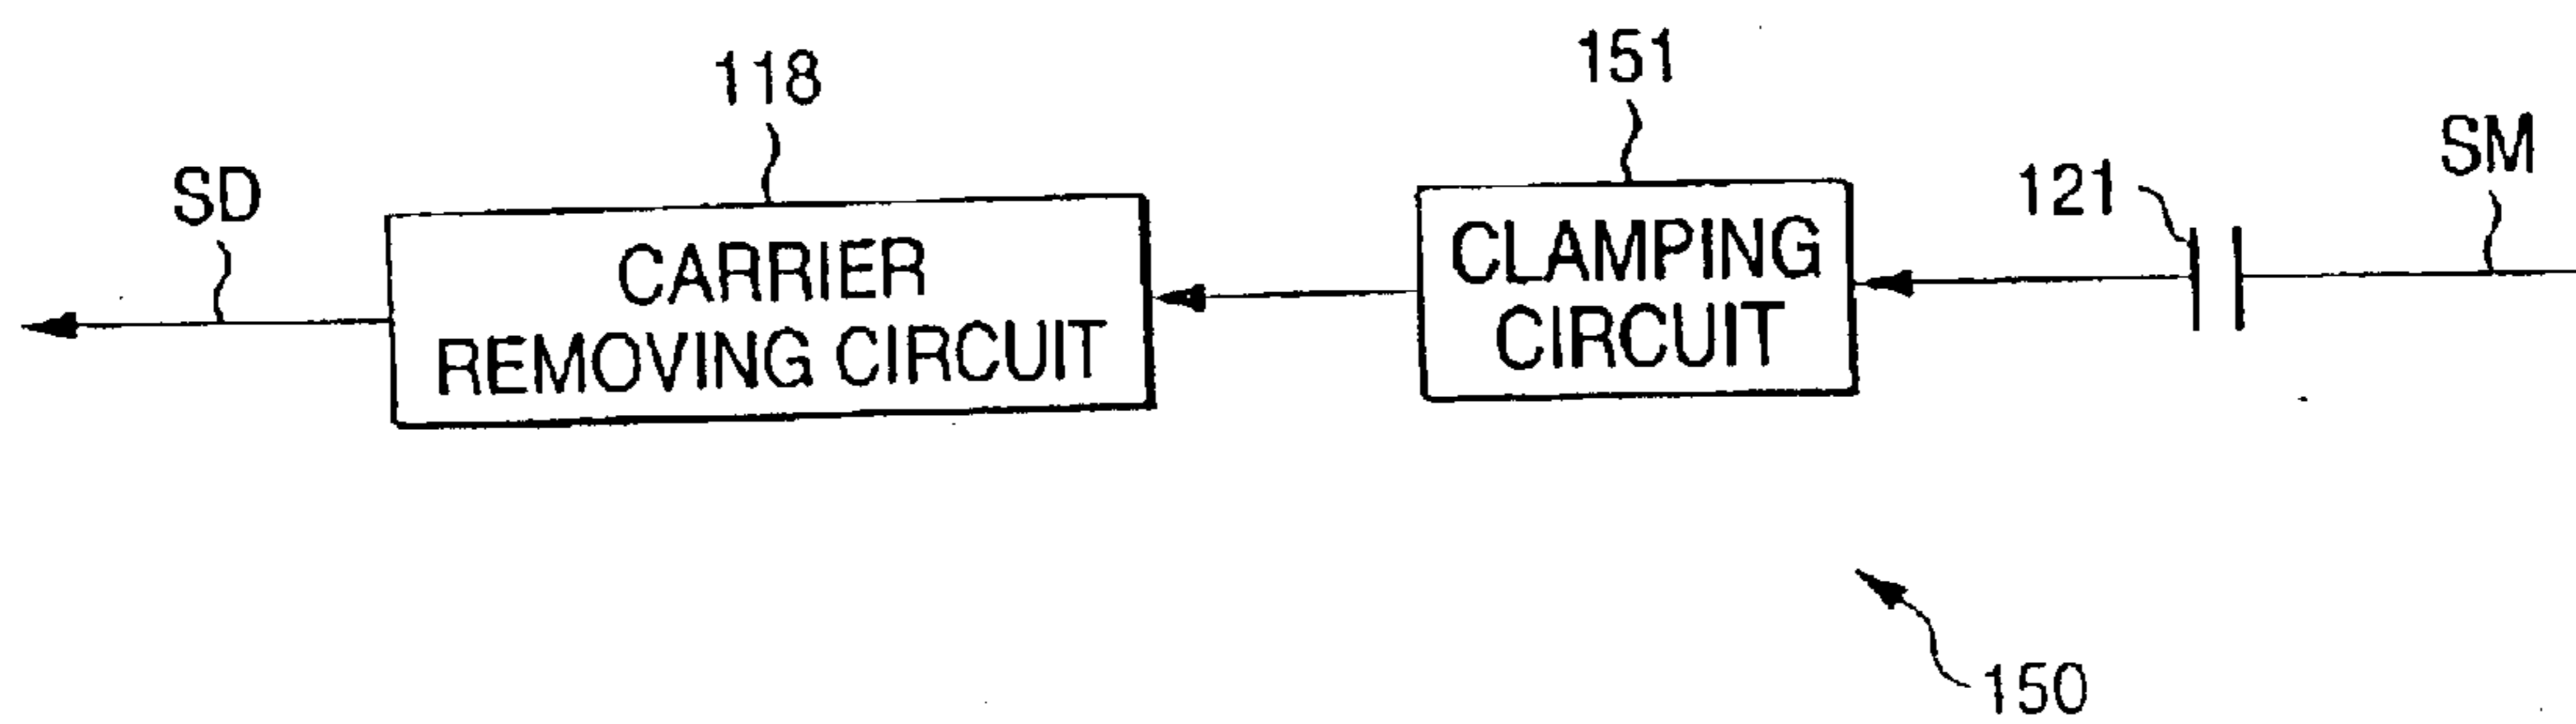 118
151
SD
SM
121
CARRIER
REMOVING CIRCUIT
CLAMPING
CIRCUIT
150